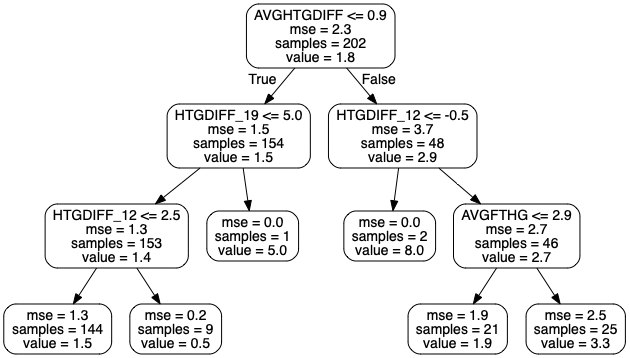 AVGHTGDIFF <= 0.9
mse = 2.3
samples = 202
value = 1.8
True
False
HTGDIFF_19 <= 5.0
mse = 1.5
samples = 154
value = 1.5
HTGDIFF_12 <= -0.5
mse = 3.7
samples = 48
value = 2.9
HTGDIFF_12 <= 2.5
mse = 1.3
samples = 153
value = 1.4
mse = 0.0
samples = 1
value = 5.0
mse = 0.0
samples = 2
value = 8.0
AVGFTHG <= 2.9
mse = 2.7
samples = 46
value = 2.7
mse = 1.3
samples = 144
value = 1.5
mse = 0.2
samples = 9
value = 0.5
mse = 1.9
samples = 21
value = 1.9
mse = 2.5
samples = 25
value = 3.3